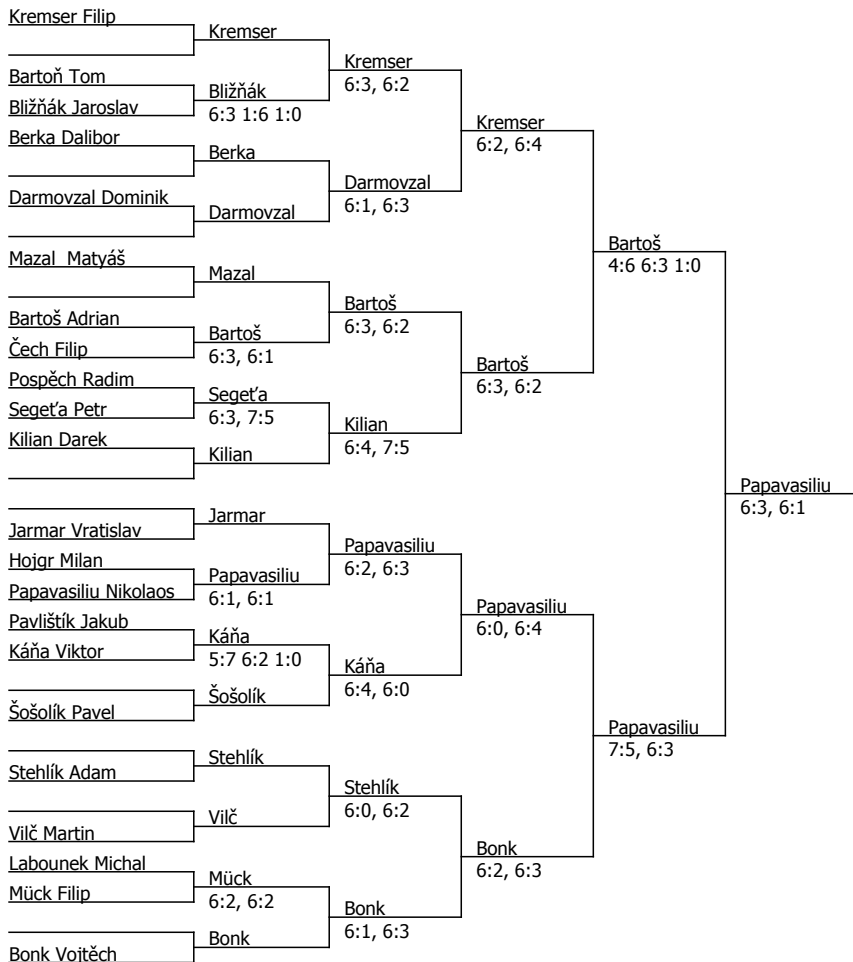 Kremser Filip
Kremser
Kremser
6:3, 6:2
Bartoň Tom
Bližňák
Bližňák Jaroslav
6:3 1:6 1:0
Kremser
6:2, 6:4
Berka Dalibor
Berka
Darmovzal
6:1, 6:3
Darmovzal Dominik
Darmovzal
Bartoš
4:6 6:3 1:0
Mazal  Matyáš
Mazal
Bartoš
6:3, 6:2
Bartoš Adrian
Bartoš
Čech Filip
6:3, 6:1
Bartoš
6:3, 6:2
Pospěch Radim
Segeťa
Segeťa Petr
6:3, 7:5
Kilian
6:4, 7:5
Kilian Darek
Kilian
Papavasiliu
6:3, 6:1
Jarmar
Jarmar Vratislav
Papavasiliu
6:2, 6:3
Hojgr Milan
Papavasiliu
Papavasiliu Nikolaos
6:1, 6:1
Papavasiliu
6:0, 6:4
Pavlištík Jakub
Káňa
Káňa Viktor
5:7 6:2 1:0
Káňa
6:4, 6:0
Šošolík
Šošolík Pavel
Papavasiliu
7:5, 6:3
Stehlík
Stehlík Adam
Stehlík
6:0, 6:2
Vilč
Vilč Martin
Bonk
6:2, 6:3
Labounek Michal
Mück
Mück Filip
6:2, 6:2
Bonk
6:1, 6:3
Bonk
Bonk Vojtěch